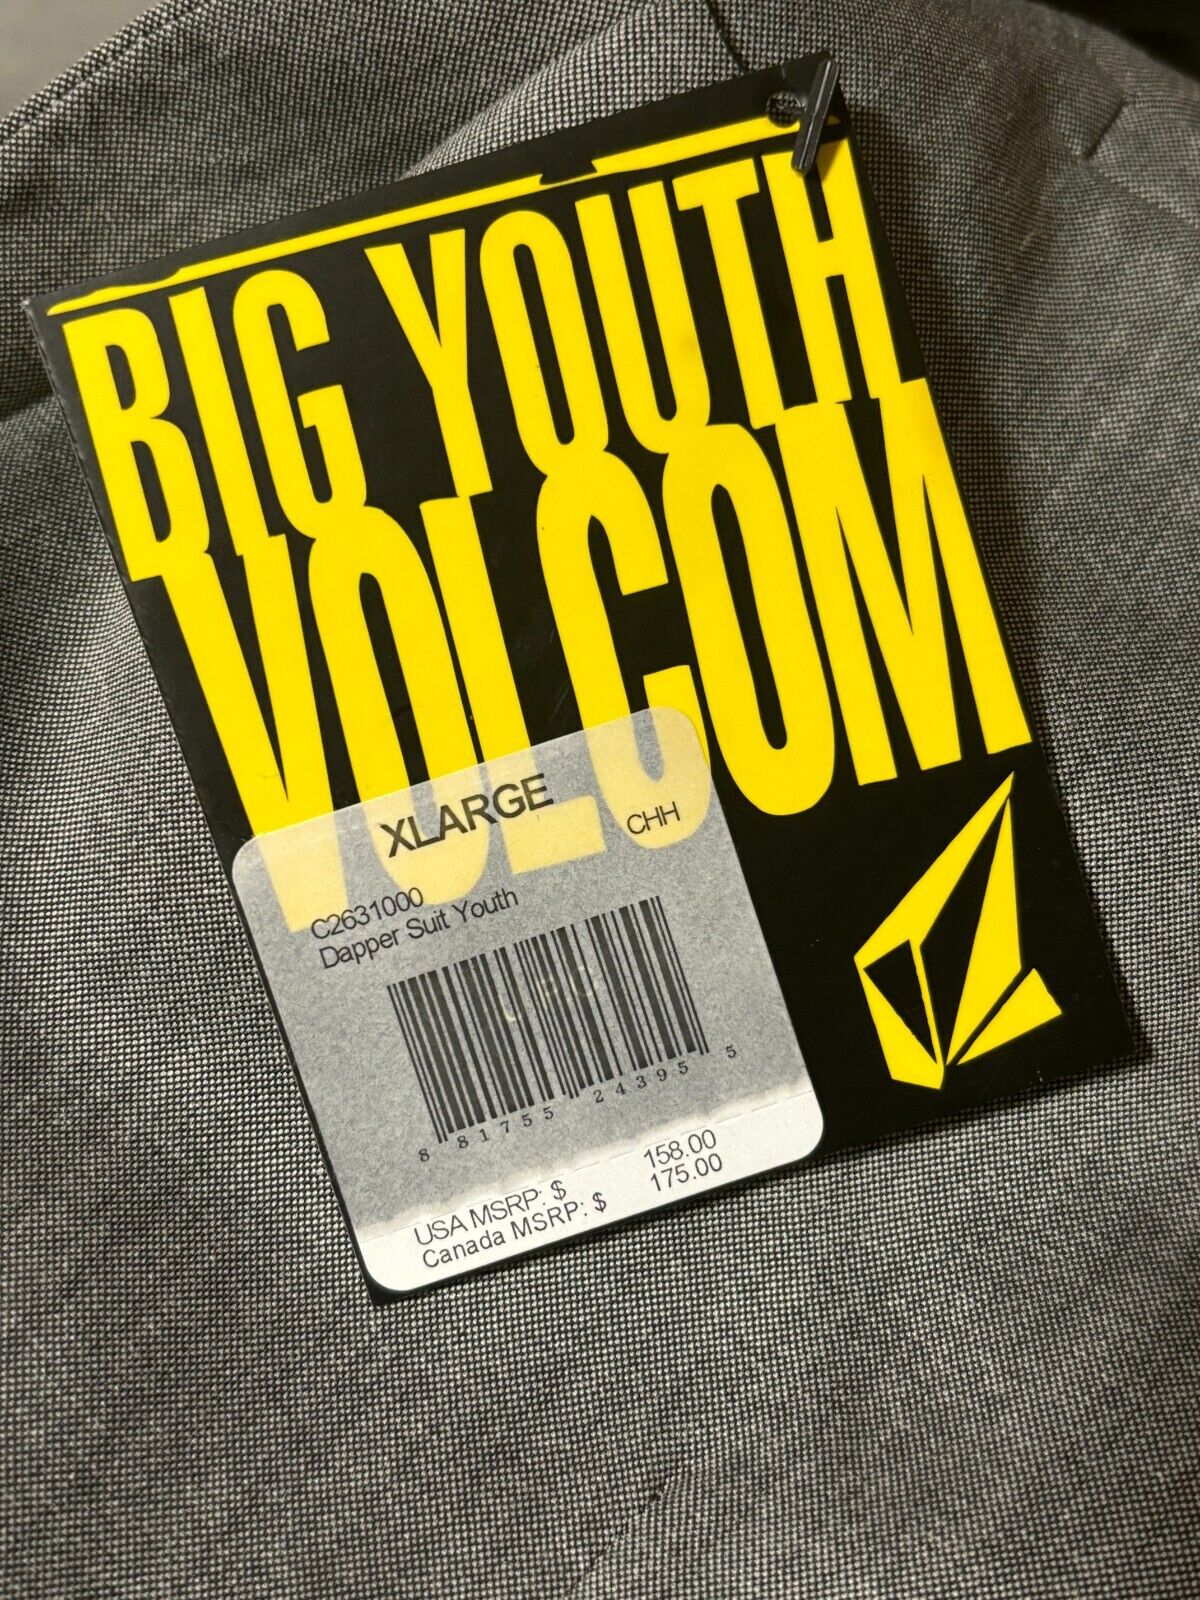 BIG YOUTH
VOLCOM
XLARGE
CHH
C2631000
Dapper Suit Youth
8 81755 24395 5
USA MSRP: $ 158.00
Canada MSRP: $ 175.00